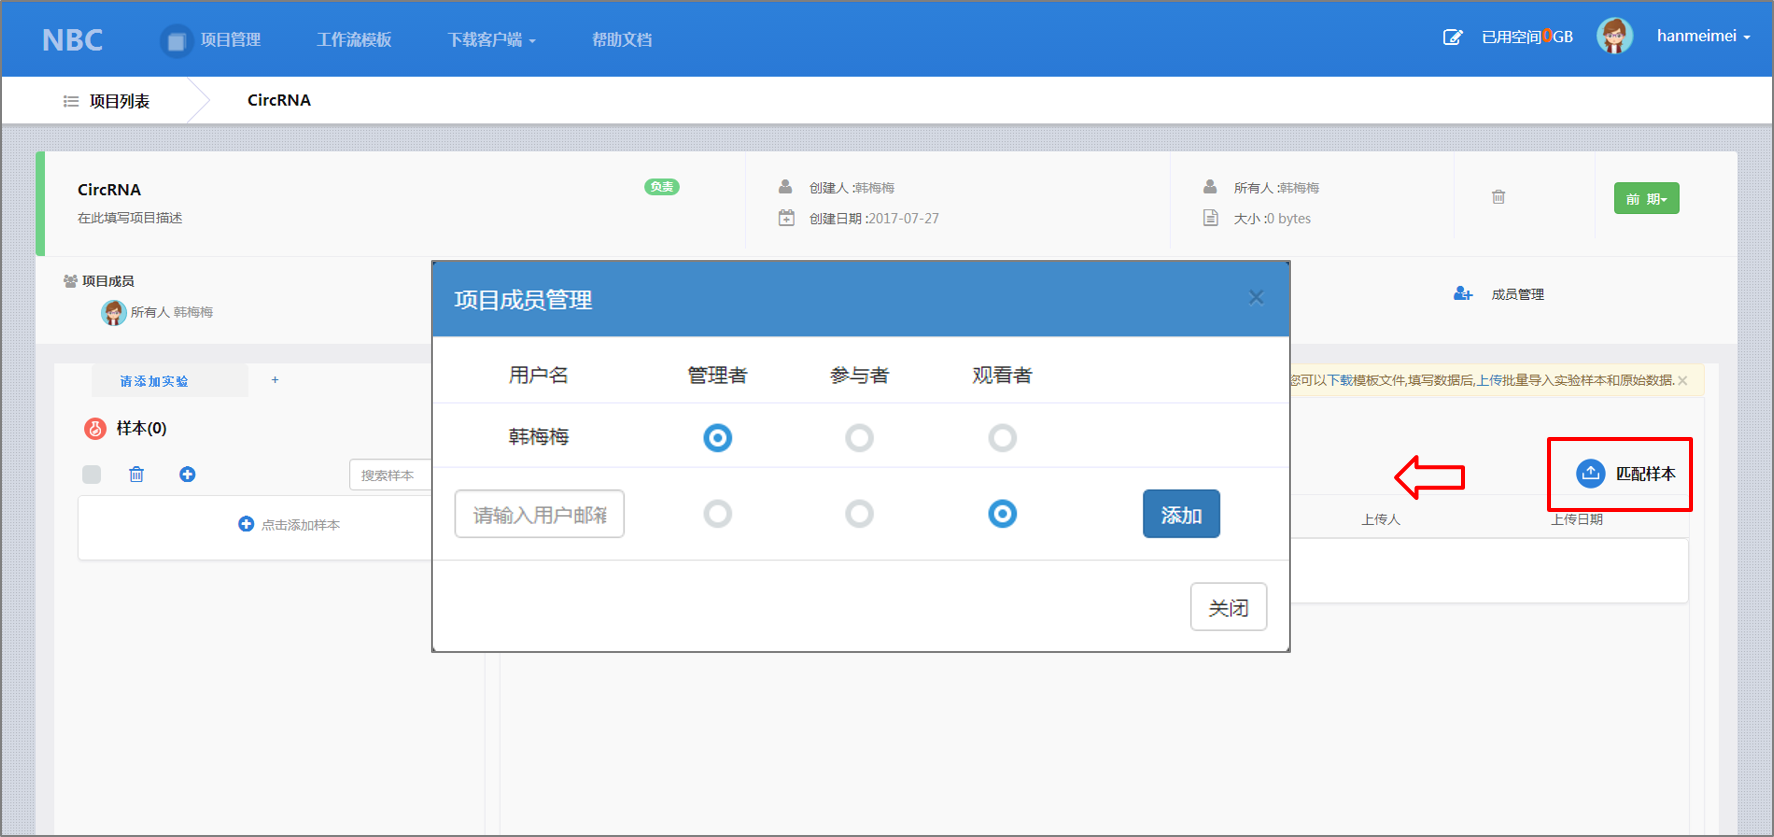 NBC 项目管理 工作流模板 下载客户端 帮助文档 已用空间0GB hanmeimei
项目列表 CircRNA
CircRNA 负责 创建人 :韩梅梅 所有人 :韩梅梅 前 期
在此填写项目描述 创建日期 :2017-07-27 大小 :0 bytes
项目成员 成员管理
所有人 韩梅梅
项目成员管理 ×
用户名 管理者 参与者 观看者
韩梅梅
请输入用户邮箱 添加
关闭
请添加实验 + 您可以下载模板文件,填写数据后,上传批量导入实验样本和原始数据. ×
样本(0)
搜索样本 匹配样本
上传人 上传日期
点击添加样本